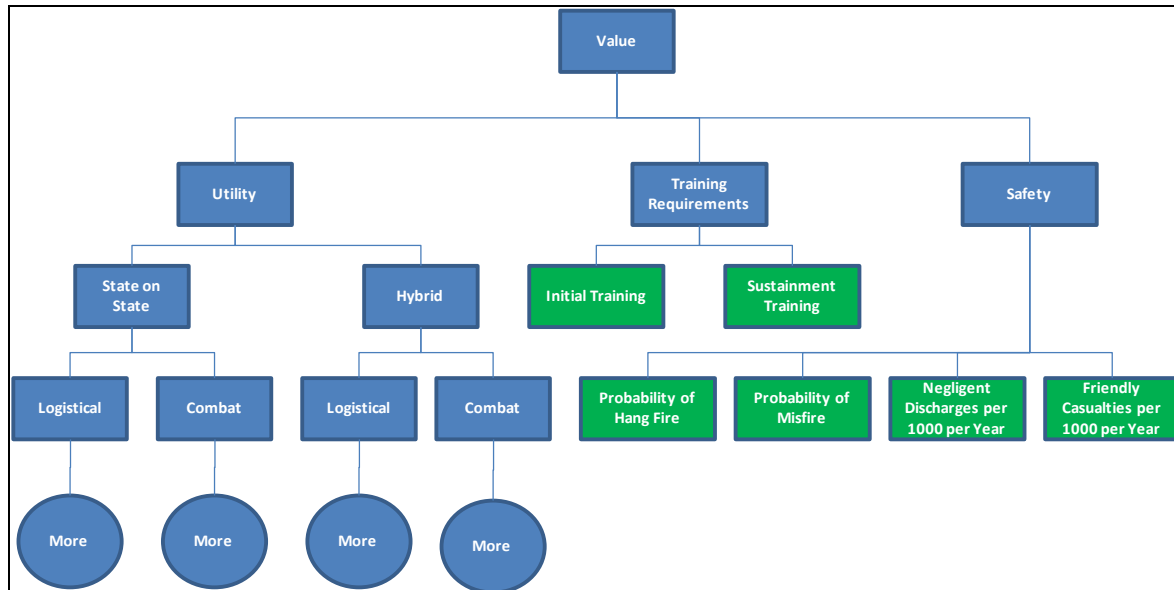 Value
Utility
Training
Requirements
Safety
State on
State
Hybrid
Initial Training
Sustainment
Training
Logistical
Combat
Logistical
Combat
Probability of
Hang Fire
Probability of
Misfire
Negligent
Discharges per
1000 per Year
Friendly
Casualties per
1000 per Year
More
More
More
More